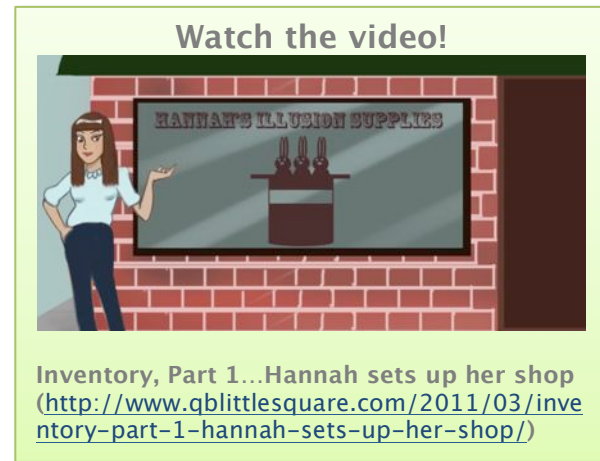 Watch the video!
HANNAH'S ILLUSION SUPPLIES
Inventory, Part 1…Hannah sets up her shop
(http://www.qblittlesquare.com/2011/03/inve
ntory-part-1-hannah-sets-up-her-shop/)